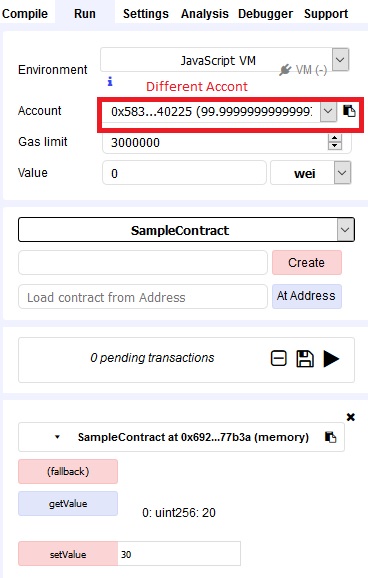 Compile Run Settings Analysis Debugger Support
Environment JavaScript VM VM (-)
i
Different Accont
Account 0x583...40225 (99.9999999999999
Gas limit 3000000
Value 0 wei
SampleContract
Create
Load contract from Address At Address
0 pending transactions
SampleContract at 0x692...77b3a (memory)
(fallback)
getValue 0: uint256: 20
setValue 30